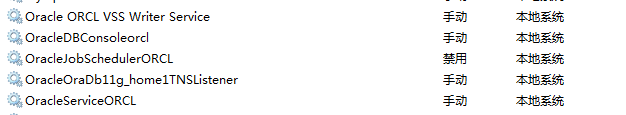 Oracle ORCL VSS Writer Service 手动 本地系统
OracleDBConsoleorcl 手动 本地系统
OracleJobSchedulerORCL 禁用 本地系统
OracleOraDb11g_home1TNSListener 手动 本地系统
OracleServiceORCL 手动 本地系统